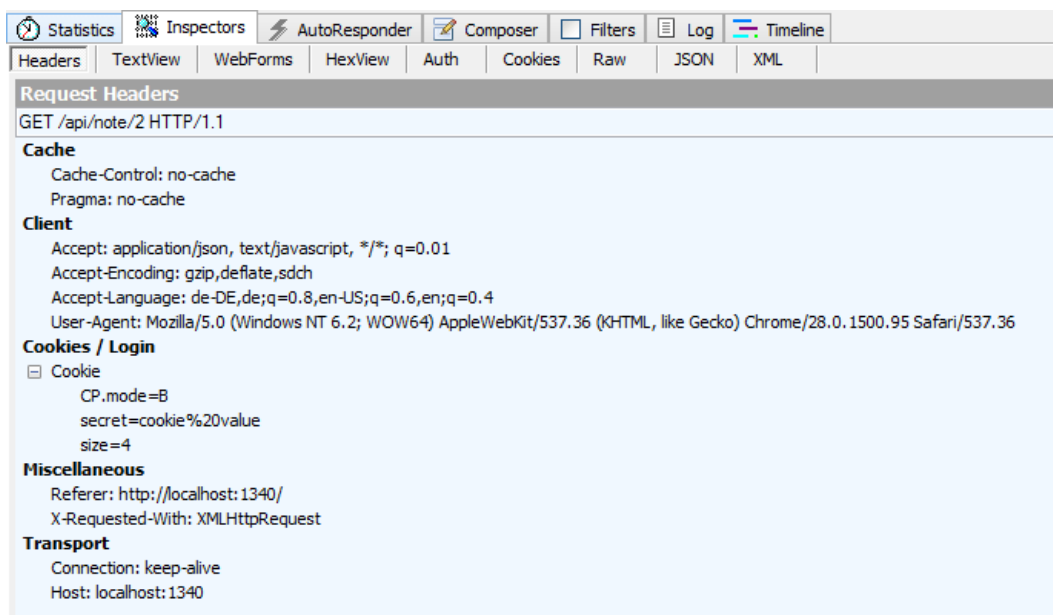 Statistics Inspectors AutoResponder Composer Filters Log Timeline
Headers TextView WebForms HexView Auth Cookies Raw JSON XML
Request Headers
GET /api/note/2 HTTP/1.1
Cache
Cache-Control: no-cache
Pragma: no-cache
Client
Accept: application/json, text/javascript, */*; q=0.01
Accept-Encoding: gzip,deflate,sdch
Accept-Language: de-DE,de;q=0.8,en-US;q=0.6,en;q=0.4
User-Agent: Mozilla/5.0 (Windows NT 6.2; WOW64) AppleWebKit/537.36 (KHTML, like Gecko) Chrome/28.0.1500.95 Safari/537.36
Cookies / Login
Cookie
CP.mode=B
secret=cookie%20value
size=4
Miscellaneous
Referer: http://localhost:1340/
X-Requested-With: XMLHttpRequest
Transport
Connection: keep-alive
Host: localhost:1340